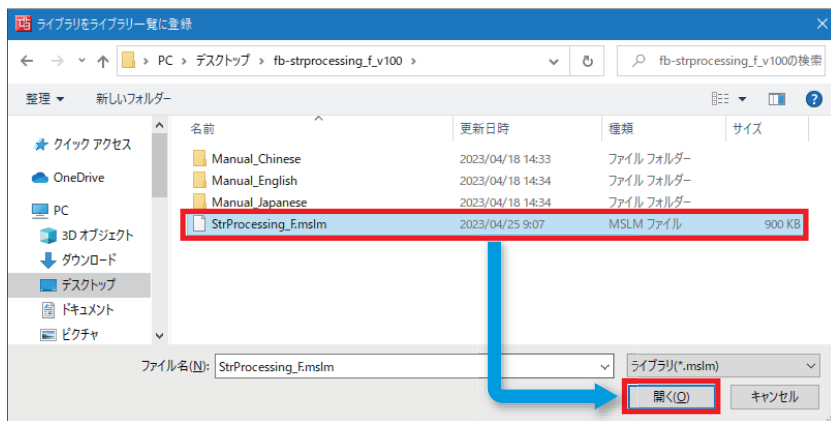 ライブラリをライブラリ一覧に登録
PC › デスクトップ › fb-strprocessing_f_v100 ›
fb-strprocessing_f_v100の検索
整理
新しいフォルダー
名前 更新日時 種類 サイズ
クイック アクセス
OneDrive
PC
3D オブジェクト
ダウンロード
デスクトップ
ドキュメント
ピクチャ
Manual_Chinese 2023/04/18 14:33 ファイル フォルダー
Manual_English 2023/04/18 14:34 ファイル フォルダー
Manual_Japanese 2023/04/18 14:34 ファイル フォルダー
StrProcessing_F.mslm 2023/04/25 9:07 MSLM ファイル 900 KB
ファイル名(N): StrProcessing_F.mslm
ライブラリ(*.mslm)
開く(O) キャンセル